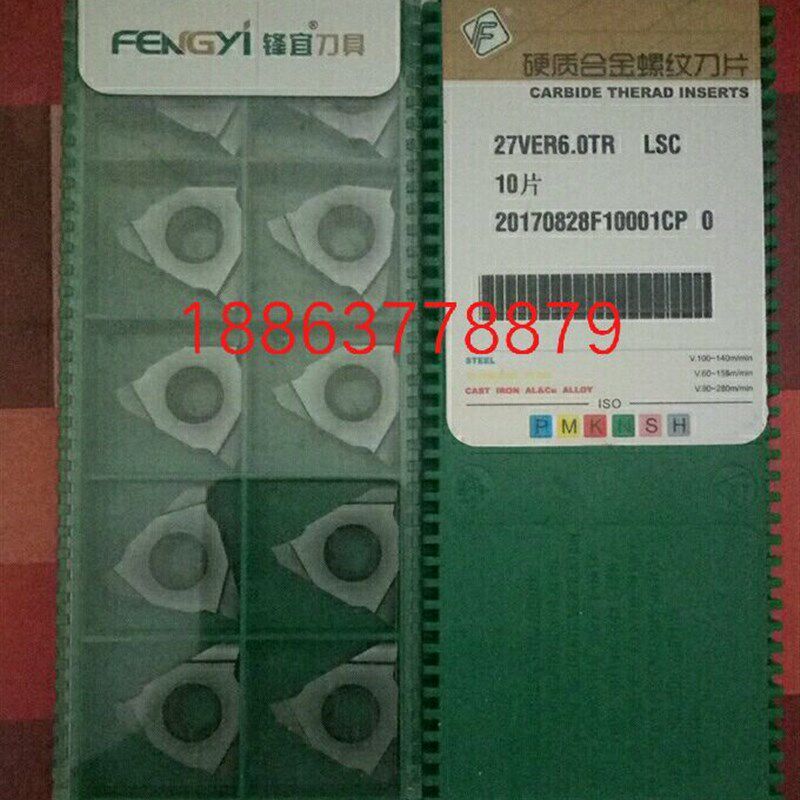 FENGYi® 锋宜刀具
硬质合金螺纹刀片
CARBIDE THERAD INSERTS
27VER6.0TR LSC
10片
20170828F10001CP 0
18863778879
STEEL V.100~140m/min
V.60~158m/min
CAST IRON AL&Cu ALLOY V.80~280m/min
ISO
P M K N S H